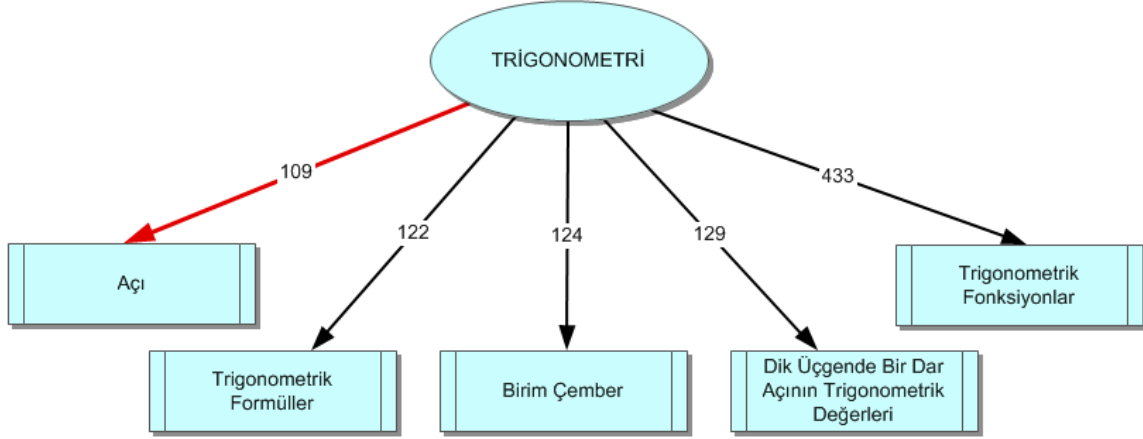 TRİGONOMETRİ
109
122
124
129
433
Açı
Trigonometrik
Fonksiyonlar
Trigonometrik
Formüller
Birim Çember
Dik Üçgende Bir Dar
Açının Trigonometrik
Değerleri